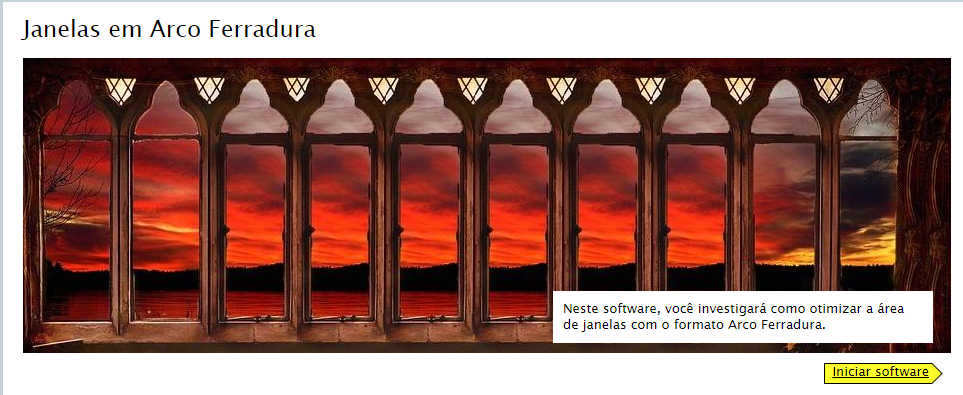 Janelas em Arco Ferradura
Neste software, você investigará como otimizar a área
de janelas com o formato Arco Ferradura.
Iniciar software